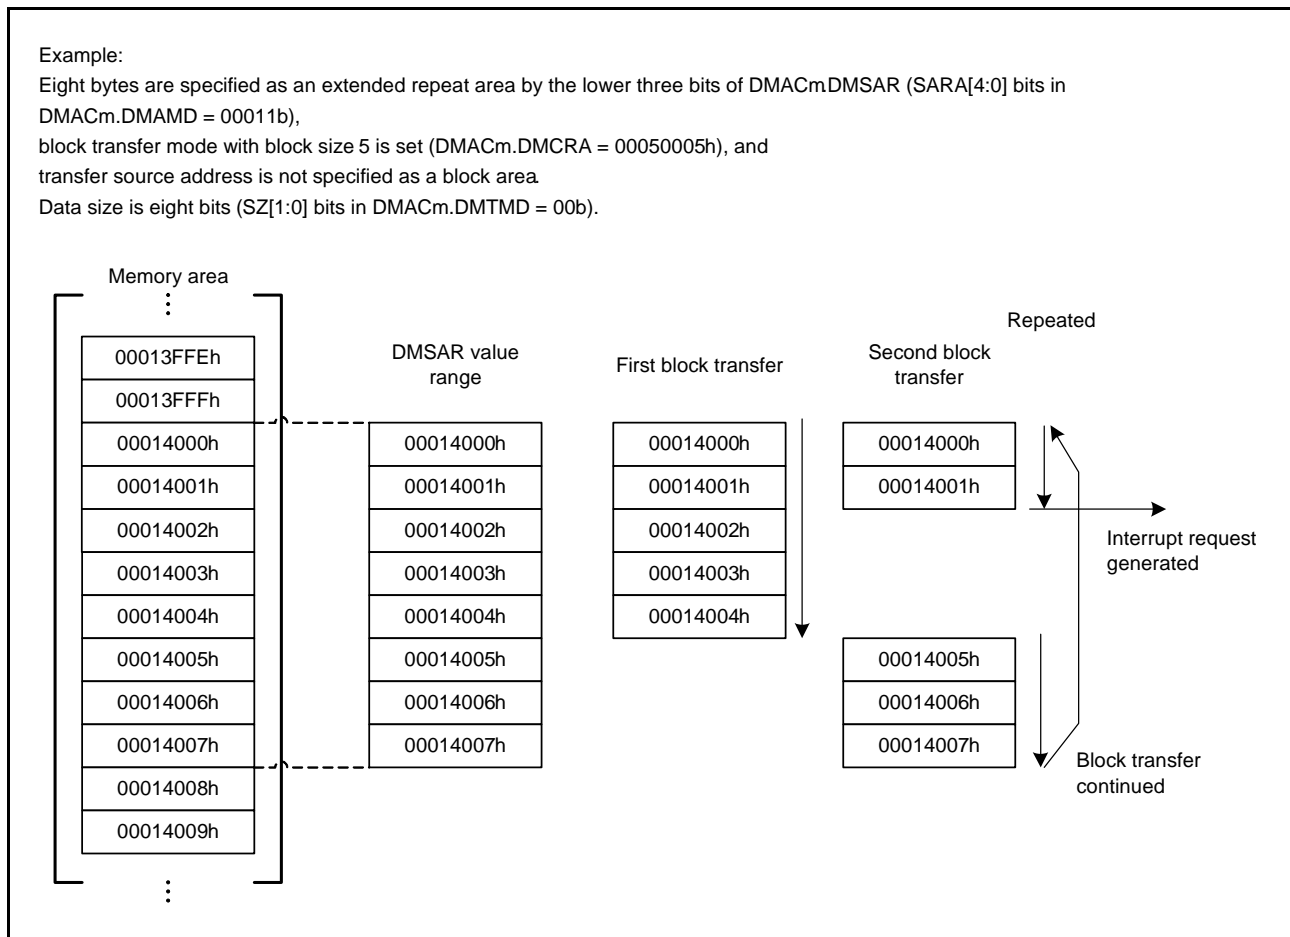 Example:
Eight bytes are specified as an extended repeat area by the lower three bits of DMACm.DMSAR (SARA[4:0] bits in
DMACm.DMAMD = 00011b),
block transfer mode with block size 5 is set (DMACm.DMCRA = 00050005h), and
transfer source address is not specified as a block area.
Data size is eight bits (SZ[1:0] bits in DMACm.DMTMD = 00b).
Memory area
00013FFEh
00013FFFh
00014000h
00014001h
00014002h
00014003h
00014004h
00014005h
00014006h
00014007h
00014008h
00014009h
DMSAR value
range
00014000h
00014001h
00014002h
00014003h
00014004h
00014005h
00014006h
00014007h
First block transfer
00014000h
00014001h
00014002h
00014003h
00014004h
Second block
transfer
00014000h
00014001h
00014005h
00014006h
00014007h
Repeated
Interrupt request
generated
Block transfer
continued